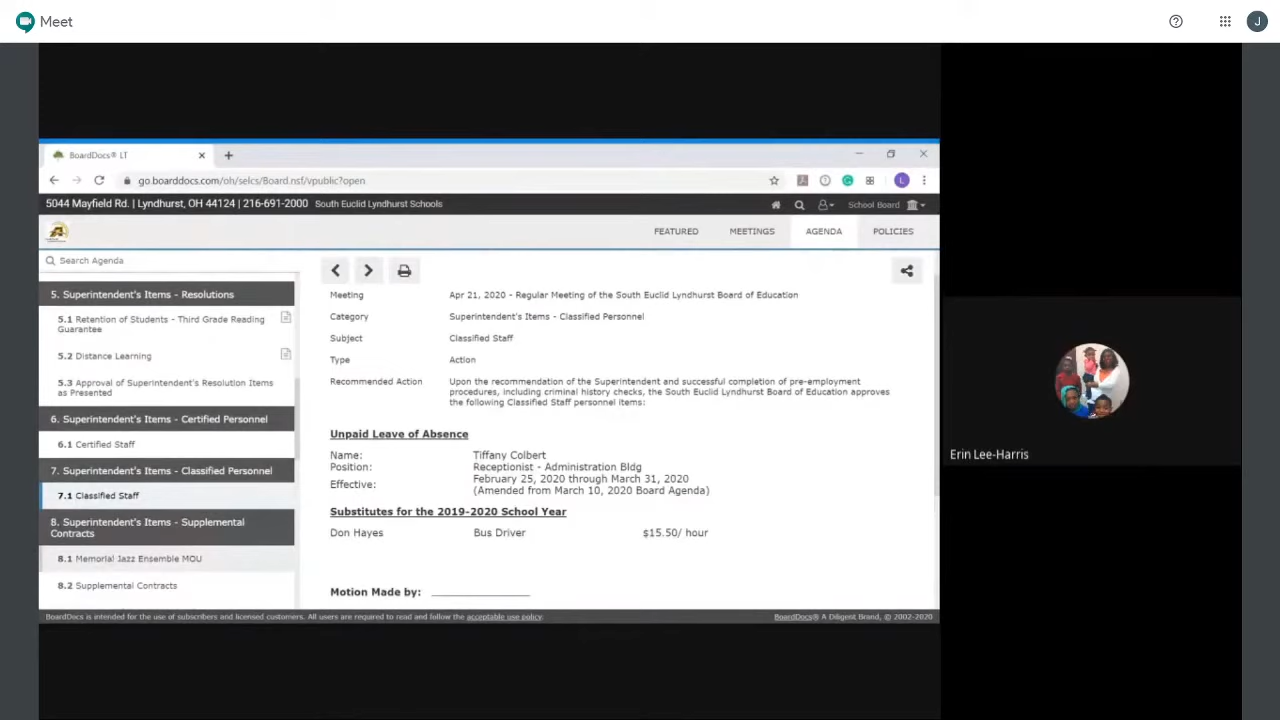 Meet
J
BoardDocs® LT
go.boarddocs.com/oh/selcs/Board.nsf/vpublic?open
L
5044 Mayfield Rd. | Lyndhurst, OH 44124 | 216-691-2000 South Euclid Lyndhurst Schools
School Board
FEATURED MEETINGS AGENDA POLICIES
Search Agenda
5. Superintendent's Items - Resolutions
5.1 Retention of Students - Third Grade Reading
Guarantee
5.2 Distance Learning
5.3 Approval of Superintendent's Resolution Items
as Presented
6. Superintendent's Items - Certified Personnel
6.1 Certified Staff
7. Superintendent's Items - Classified Personnel
7.1 Classified Staff
8. Superintendent's Items - Supplemental
Contracts
8.1 Memorial Jazz Ensemble MOU
8.2 Supplemental Contracts
Meeting Apr 21, 2020 - Regular Meeting of the South Euclid Lyndhurst Board of Education
Category Superintendent's Items - Classified Personnel
Subject Classified Staff
Type Action
Recommended Action Upon the recommendation of the Superintendent and successful completion of pre-employment
procedures, including criminal history checks, the South Euclid Lyndhurst Board of Education approves
the following Classified Staff personnel items:
Unpaid Leave of Absence
Name: Tiffany Colbert
Position: Receptionist - Administration Bldg
Effective: February 25, 2020 through March 31, 2020
(Amended from March 10, 2020 Board Agenda)
Substitutes for the 2019-2020 School Year
Don Hayes Bus Driver $15.50/ hour
Motion Made by: ______________
BoardDocs is intended for the use of subscribers and licensed customers. All users are required to read and follow the acceptable use policy.
BoardDocs® A Diligent Brand, © 2002-2020
Erin Lee-Harris